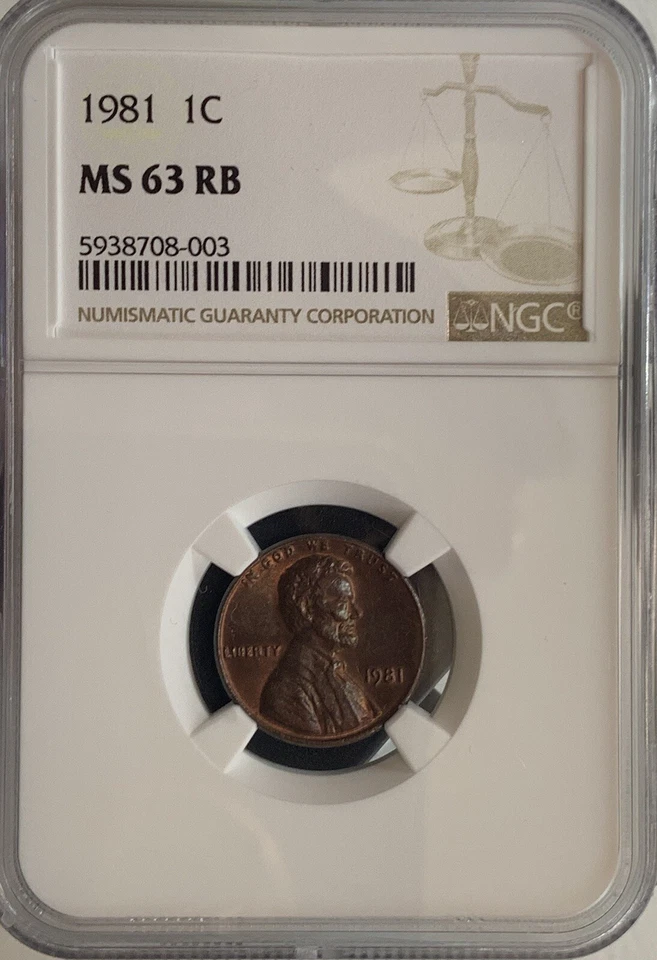 1981 1C
MS 63 RB
5938708-003
NUMISMATIC GUARANTY CORPORATION
NGC®
IN GOD WE TRUST
LIBERTY
1981